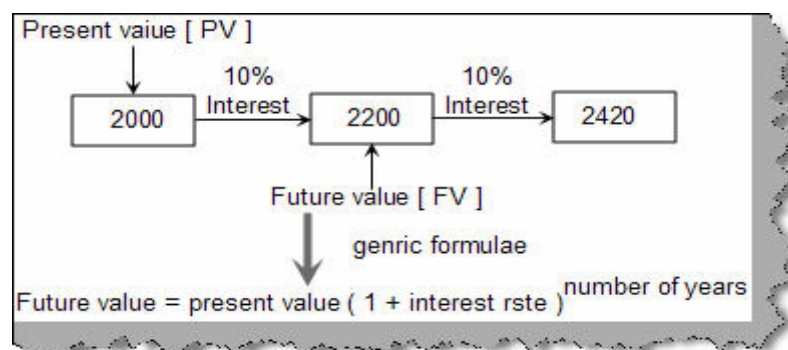 Present vaiue [ PV ]
10% 10%
Interest Interest
2000 2200 2420
Future value [ FV ]
genric formulae
Future value = present value ( 1 + interest rste ) number of years